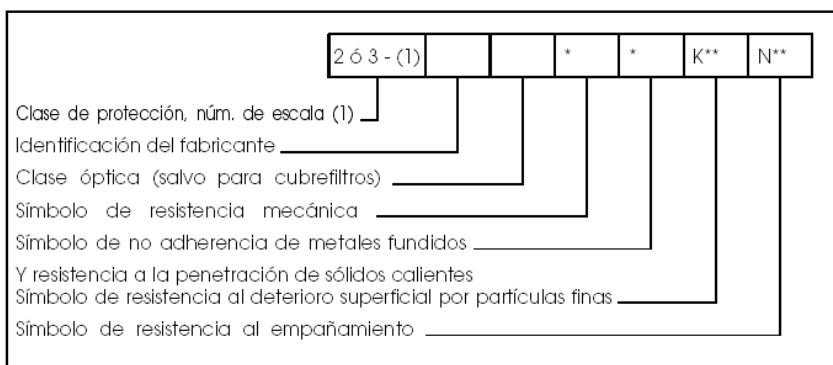 2 ó 3 - (1) * * K** N**
Clase de protección, núm. de escala (1)
Identificación del fabricante
Clase óptica (salvo para cubrefiltros)
Símbolo de resistencia mecánica
Símbolo de no adherencia de metales fundidos
Y resistencia a la penetración de sólidos calientes
Símbolo de resistencia al deterioro superficial por partículas finas
Símbolo de resistencia al empañamiento